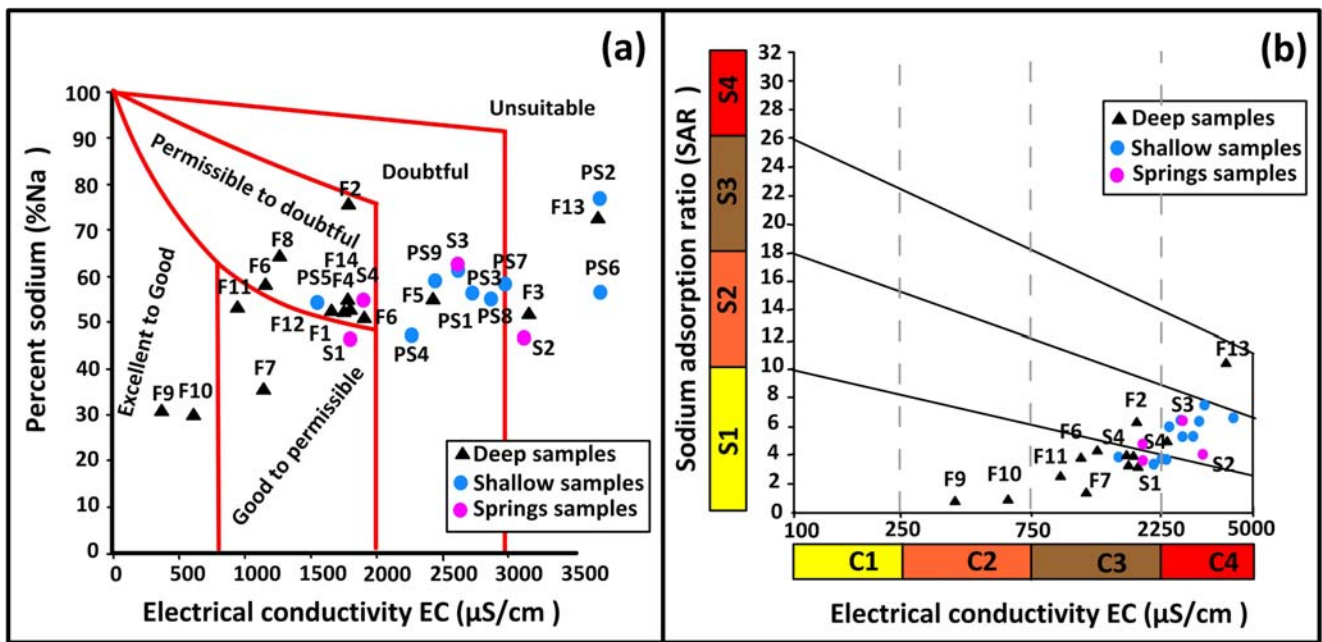 (a)
100
90
80
70
60
50
40
30
20
10
0
Percent sodium (%Na )
0
500
1000
1500
2000
2500
3000
3500
Electrical conductivity EC (μS/cm)
Unsuitable
Doubtful
Permissible to doubtful
Excellent to Good
Good to permissible
F2
PS2
F13
F8
F14
S4
S3
PS9
PS7
F6
PS5
F4
PS3
PS6
F11
F5
F3
F12
F1
F6
PS1
PS8
S1
PS4
S2
F7
F9
F10
Deep samples
Shallow samples
Springs samples
(b)
32
30
28
26
24
22
20
18
16
14
12
10
8
6
4
2
0
S4
S3
S2
S1
Sodium adsorption ratio (SAR)
100
250
750
2250
5000
C1
C2
C3
C4
Electrical conductivity EC (μS/cm)
Deep samples
Shallow samples
Springs samples
F13
F2
S3
F6
S4
S4
F11
S2
F9
F10
F7
S1